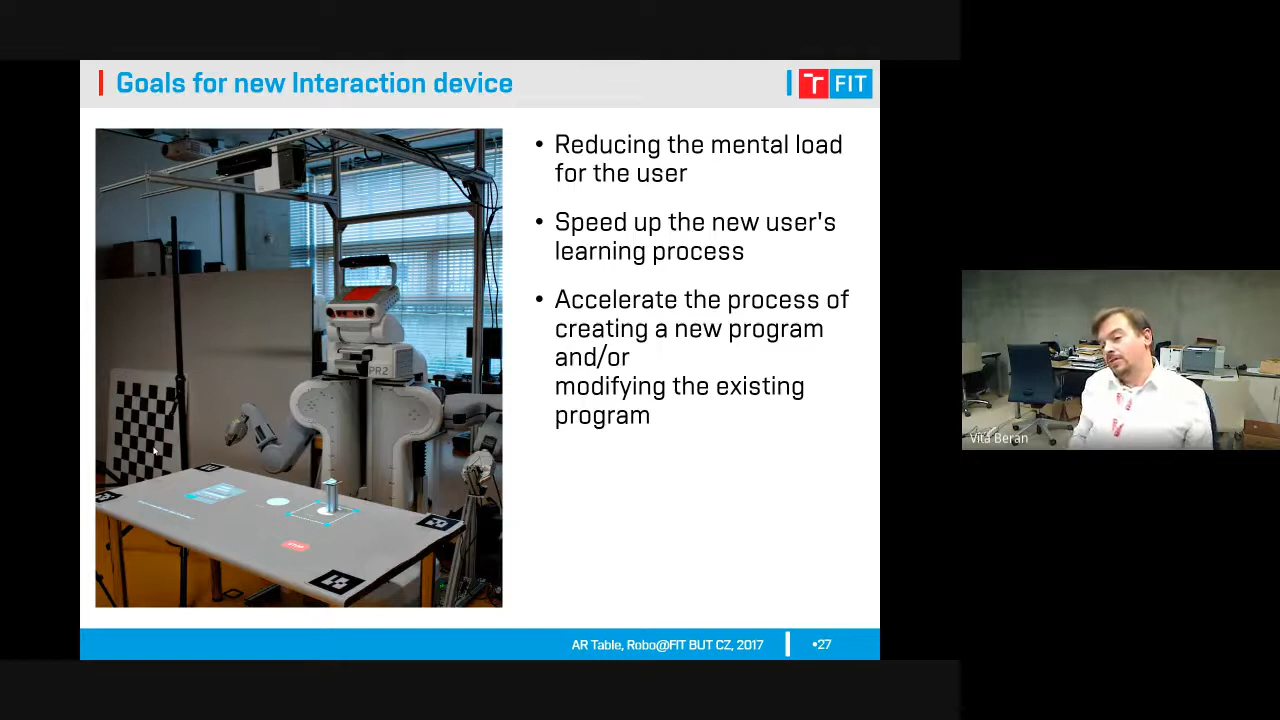 Goals for new Interaction device
T FIT
• Reducing the mental load
for the user
• Speed up the new user's
learning process
• Accelerate the process of
creating a new program
and/or
modifying the existing
program
PR2
Vita Beran
AR Table, Robo@FIT BUT CZ, 2017
•27